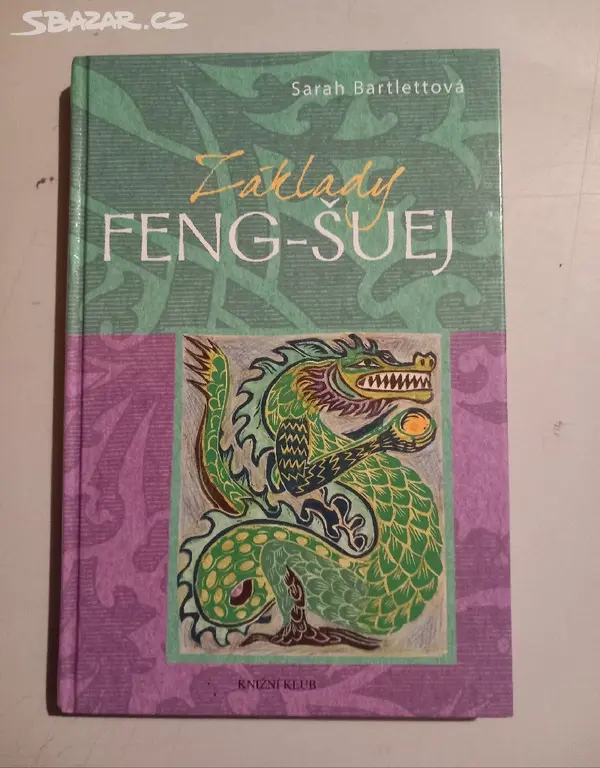 SBAZAR.CZ
Sarah Bartlettová
Základy
FENG-ŠUEJ
KNIŽNÍ KLUB